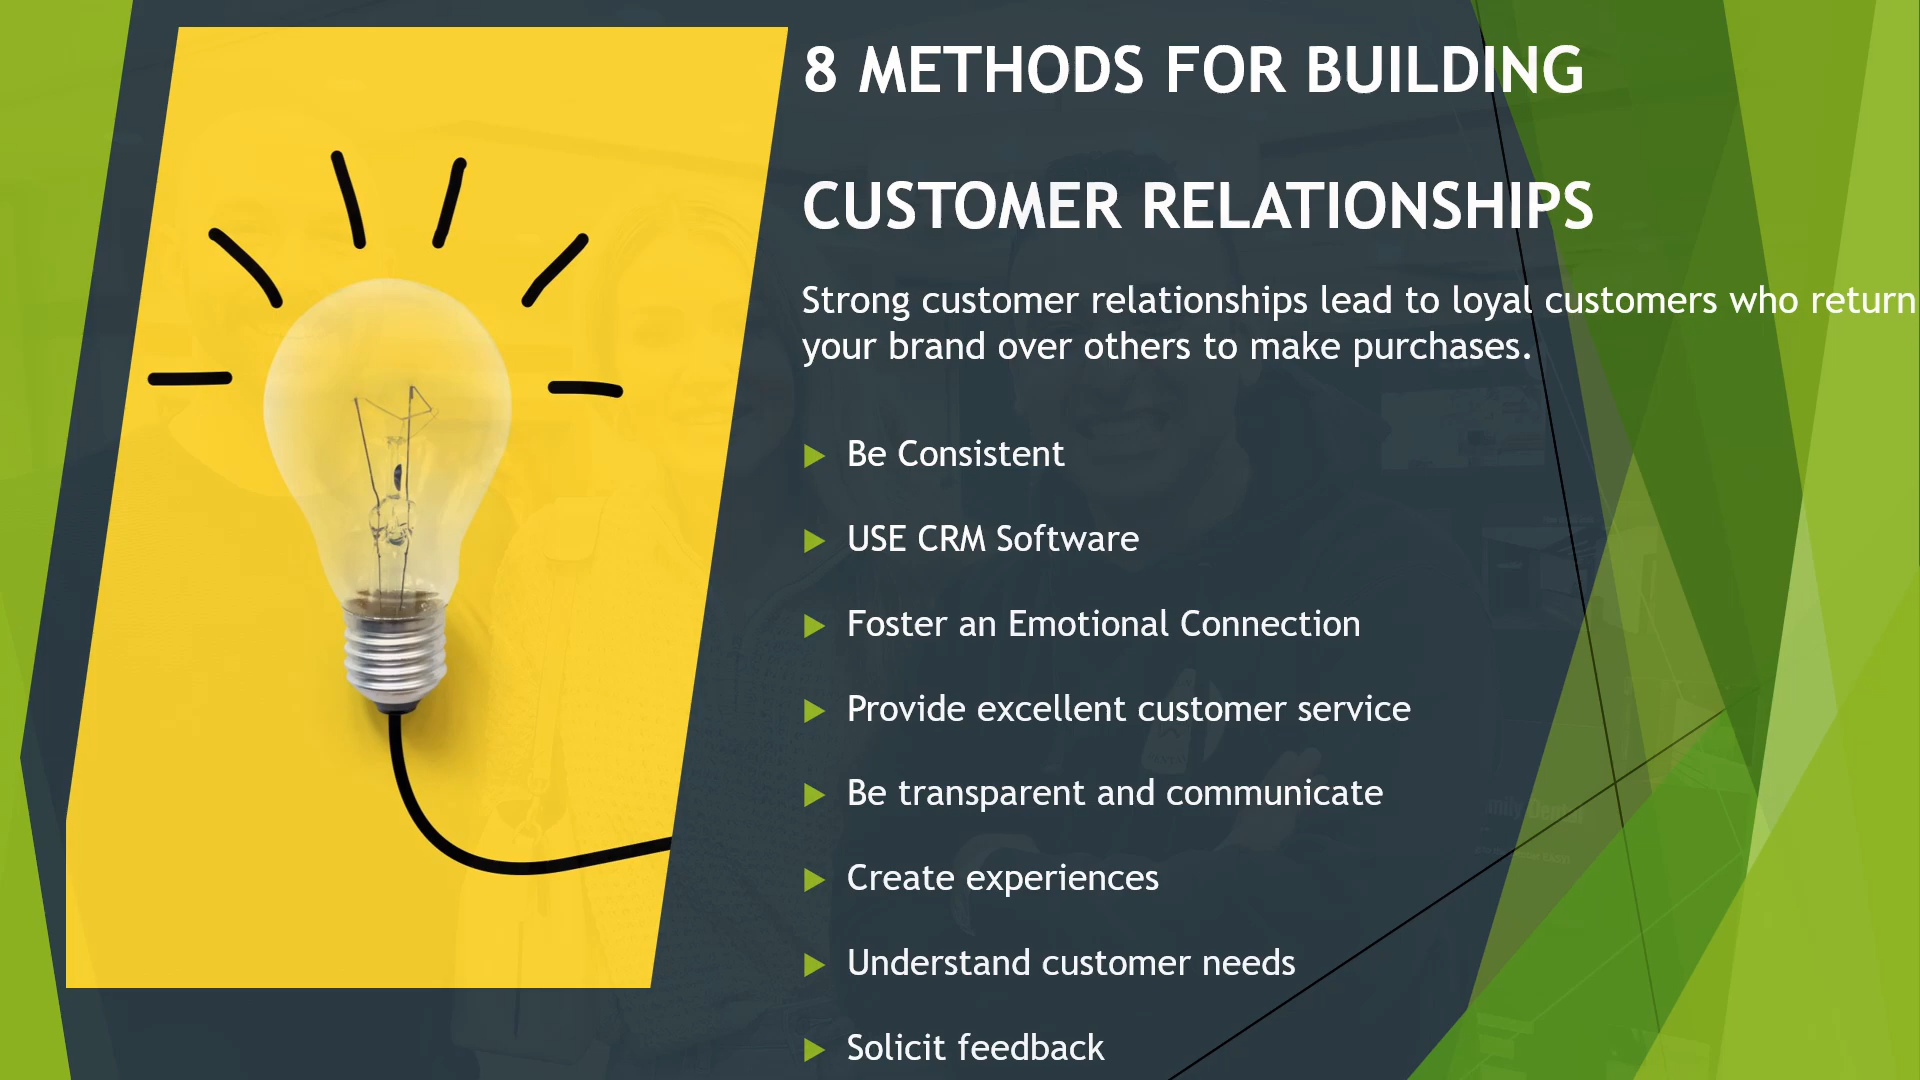 8 METHODS FOR BUILDING
CUSTOMER RELATIONSHIPS
Strong customer relationships lead to loyal customers who return
your brand over others to make purchases.
Be Consistent
USE CRM Software
Foster an Emotional Connection
Provide excellent customer service
Be transparent and communicate
Create experiences
Understand customer needs
Solicit feedback